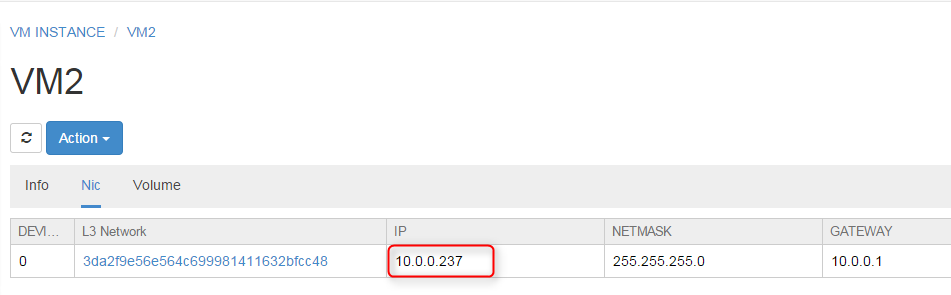 VM INSTANCE / VM2
VM2
Action
Info Nic Volume
DEVI... L3 Network IP NETMASK GATEWAY
0 3da2f9e56e564c699981411632bfcc48 10.0.0.237 255.255.255.0 10.0.0.1